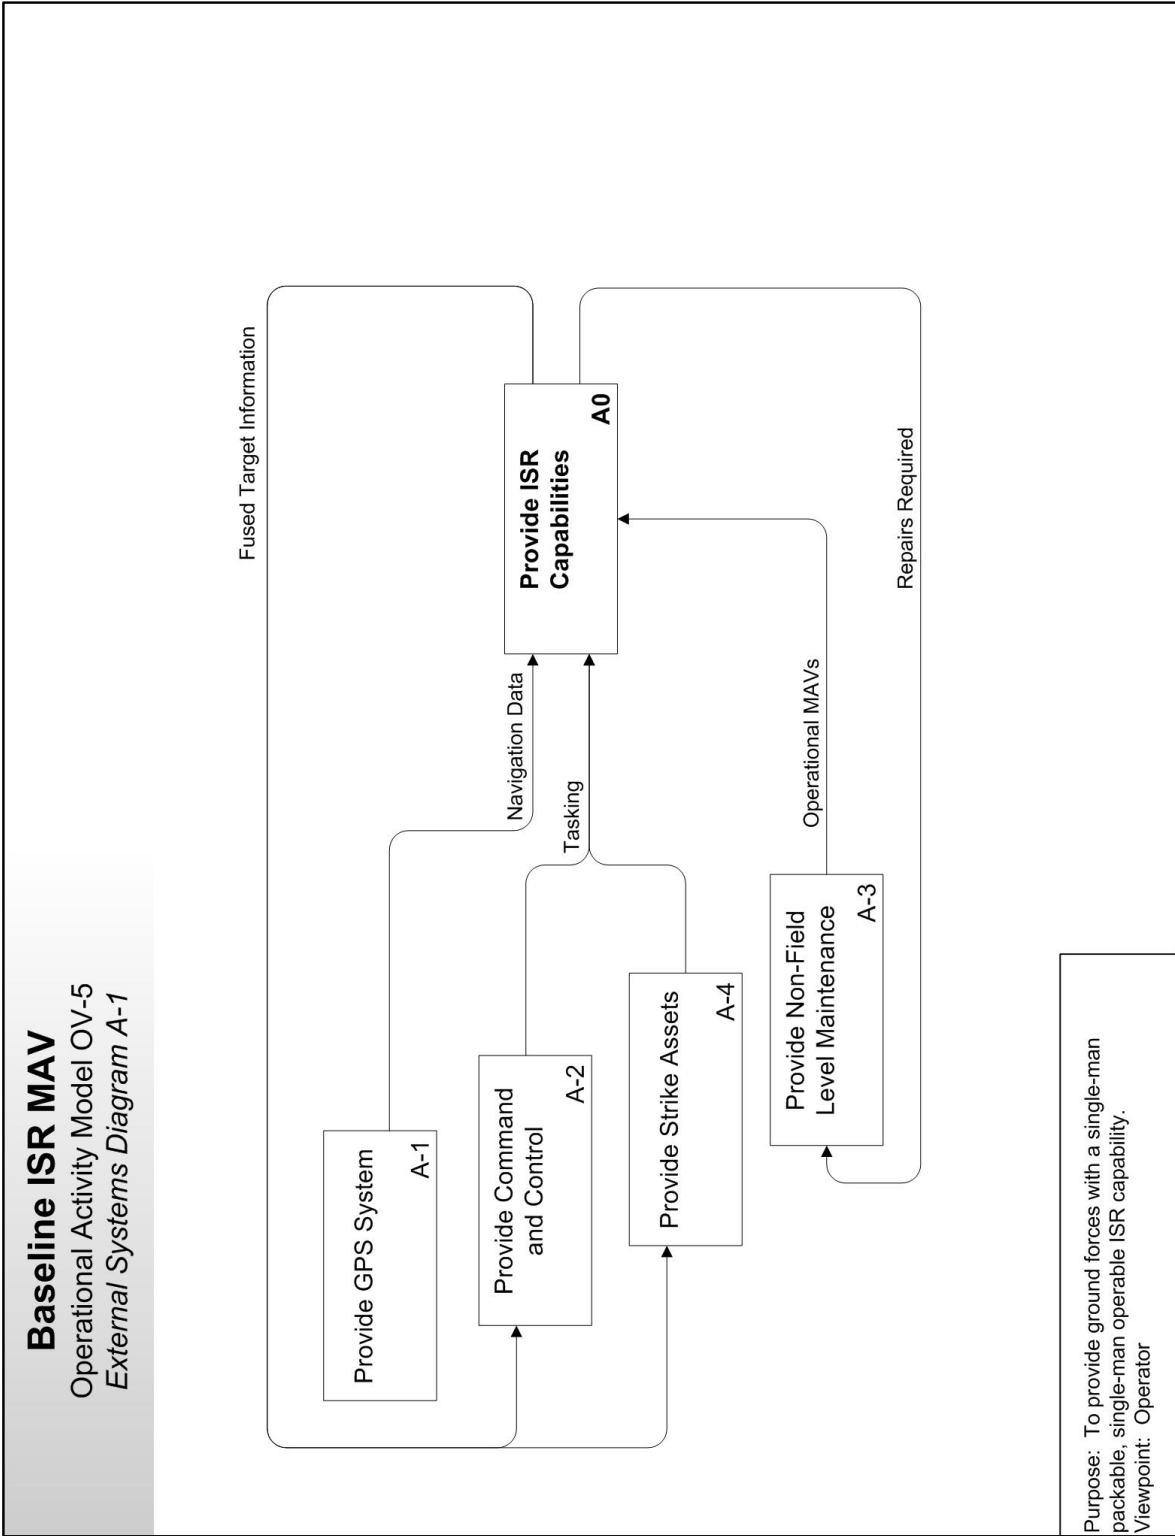 Baseline ISR MAV
Operational Activity Model OV-5
External Systems Diagram A-1
Fused Target Information
Provide GPS System
A-1
Navigation Data
Provide Command
and Control
A-2
Tasking
Provide ISR
Capabilities
A0
Provide Strike Assets
A-4
Provide Non-Field
Level Maintenance
A-3
Operational MAVs
Repairs Required
Purpose: To provide ground forces with a single-man
packable, single-man operable ISR capability.
Viewpoint: Operator